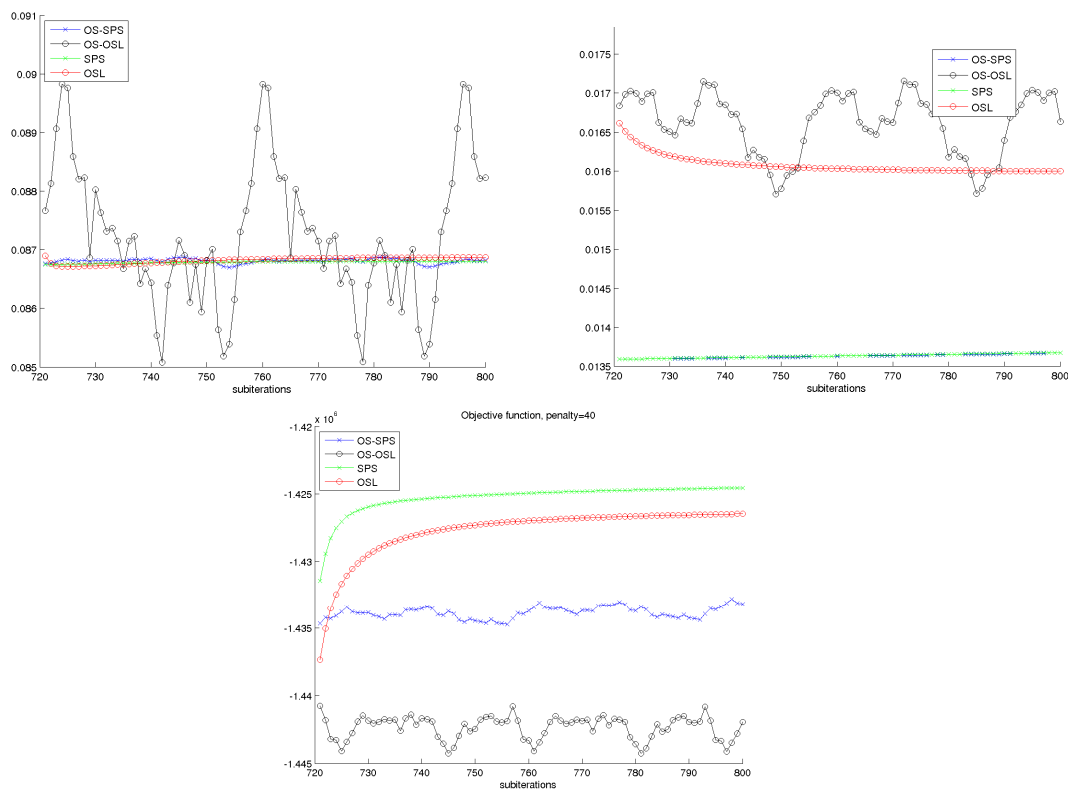 0.091
0.09
0.089
0.088
0.087
0.086
0.085
720
730
740
750
760
770
780
790
800
subiterations
OS-SPS
OS-OSL
SPS
OSL
0.0175
0.017
0.0165
0.016
0.0155
0.015
0.0145
0.014
0.0135
720
730
740
750
760
770
780
790
800
subiterations
OS-SPS
OS-OSL
SPS
OSL
Objective function, penalty=40
x 10^6
-1.42
-1.425
-1.43
-1.435
-1.44
-1.445
720
730
740
750
760
770
780
790
800
subiterations
OS-SPS
OS-OSL
SPS
OSL